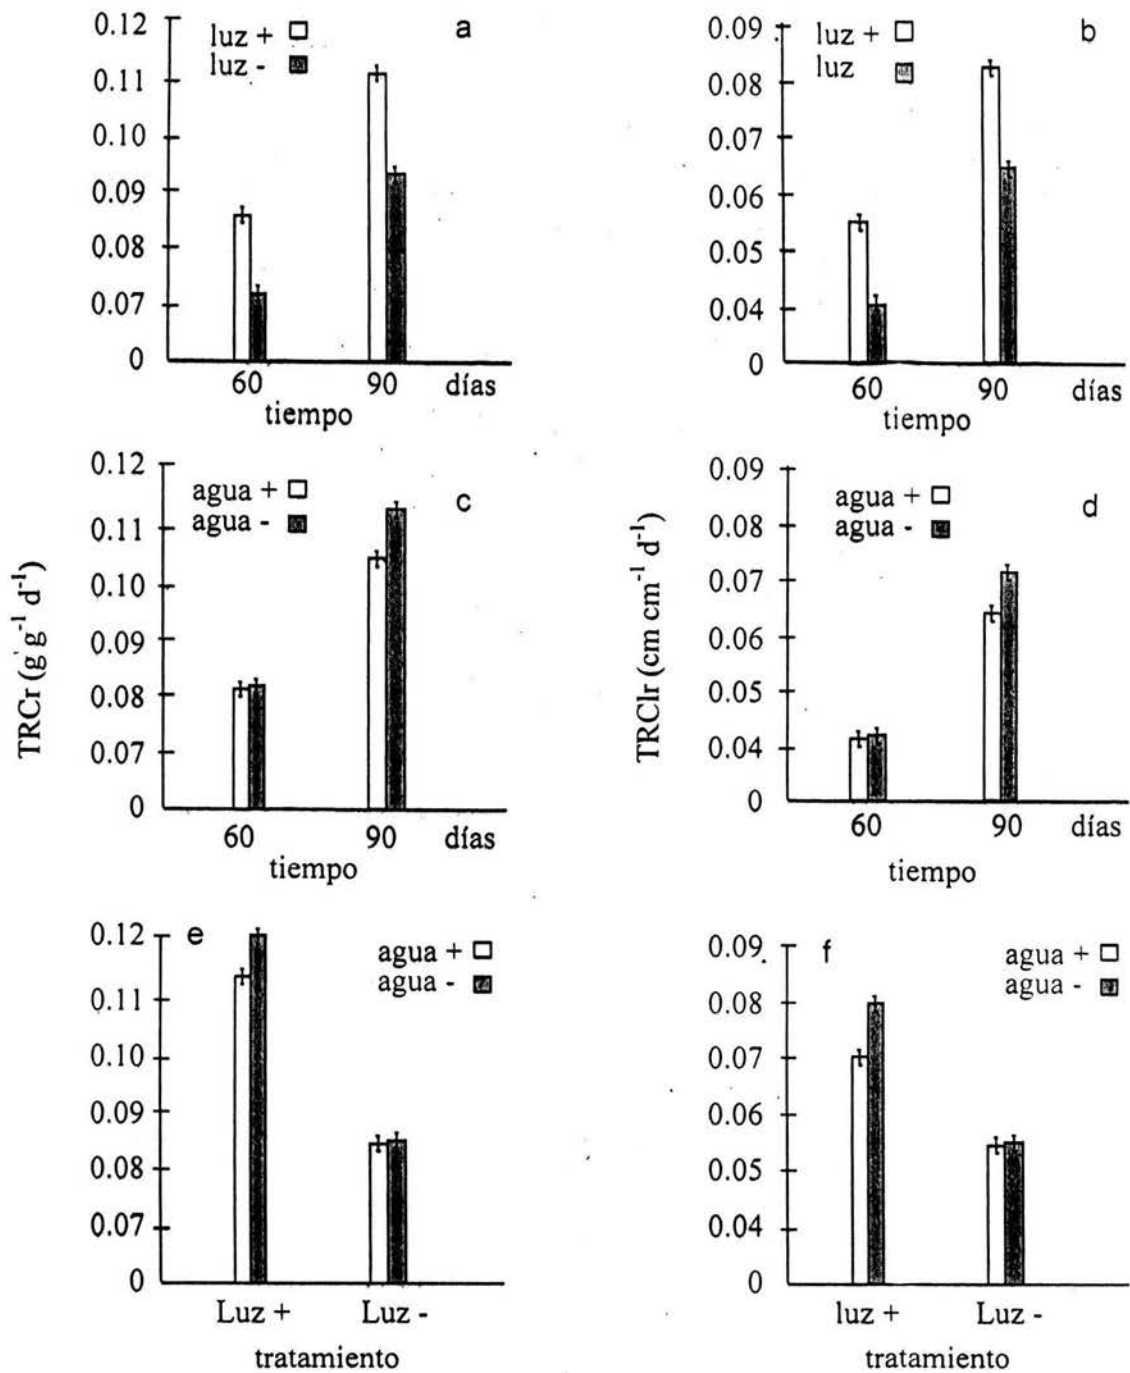 a
luz +
luz -
0.12
0.11
0.10
0.09
0.08
0.07
0
60
90
días
tiempo
b
luz +
luz
0.09
0.08
0.07
0.06
0.05
0.04
0
60
90
días
tiempo
TRCr (g g⁻¹ d⁻¹)
c
agua +
agua -
0.12
0.11
0.10
0.09
0.08
0.07
0
60
90
días
tiempo
TRClr (cm cm⁻¹ d⁻¹)
d
agua +
agua -
0.09
0.08
0.07
0.06
0.05
0.04
0
60
90
días
tiempo
e
agua +
agua -
0.12
0.11
0.10
0.09
0.08
0.07
0
Luz +
Luz -
tratamiento
f
agua +
agua -
0.09
0.08
0.07
0.06
0.05
0.04
0
luz +
Luz -
tratamiento